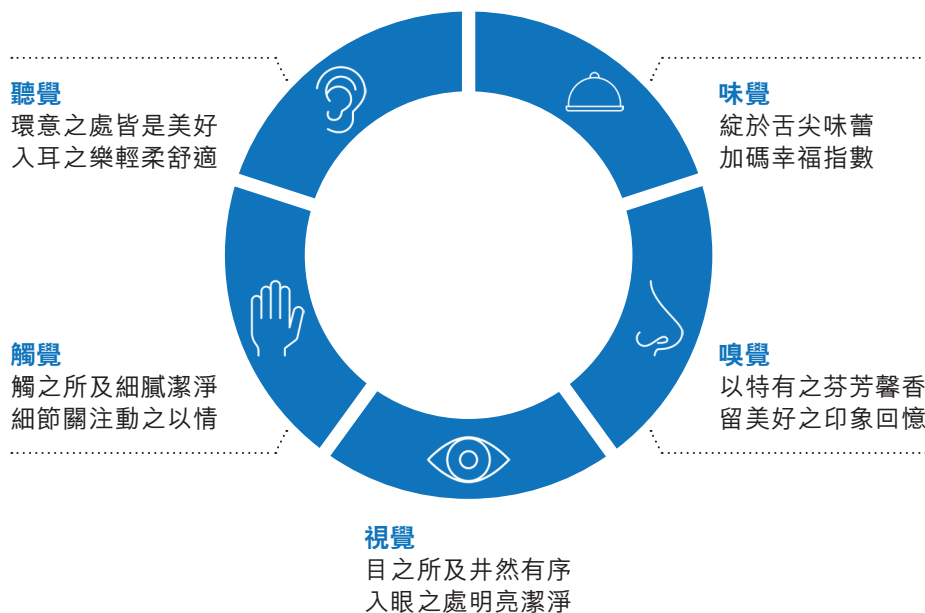 聽覺
環意之處皆是美好
入耳之樂輕柔舒適
味覺
綻於舌尖味蕾
加碼幸福指數
觸覺
觸之所及細膩潔淨
細節關注動之以情
嗅覺
以特有之芬芳馨香
留美好之印象回憶
視覺
目之所及井然有序
入眼之處明亮潔淨